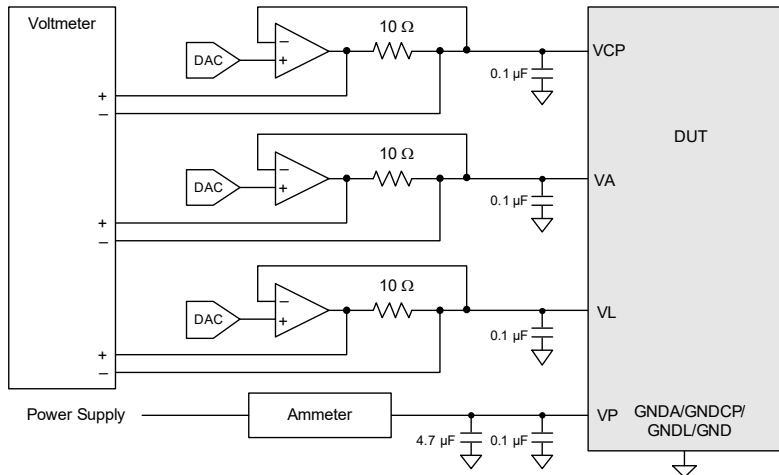 Voltmeter
10 Ω
−
+
DAC
VCP
0.1 µF
+
−
DUT
10 Ω
−
+
DAC
VA
0.1 µF
+
−
10 Ω
−
+
DAC
VL
0.1 µF
+
−
Power Supply
Ammeter
VP
4.7 µF
0.1 µF
GNDA/GNDCP/
GNDL/GND